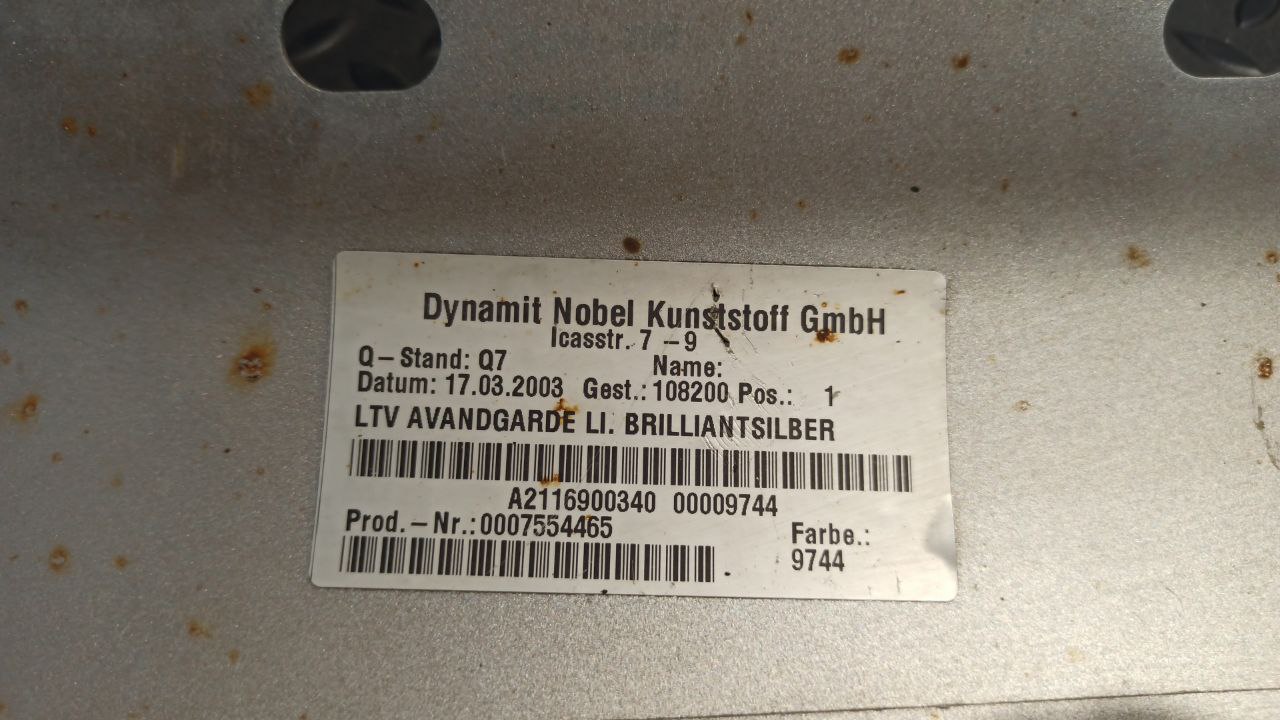 Dynamit Nobel Kunststoff GmbH
Icasstr. 7 – 9
Q – Stand: Q7 Name:
Datum: 17.03.2003 Gest.: 108200 Pos.: 1
LTV AVANDGARDE LI. BRILLIANTSILBER
A2116900340 00009744
Prod. – Nr.: 0007554465 Farbe.:
9744